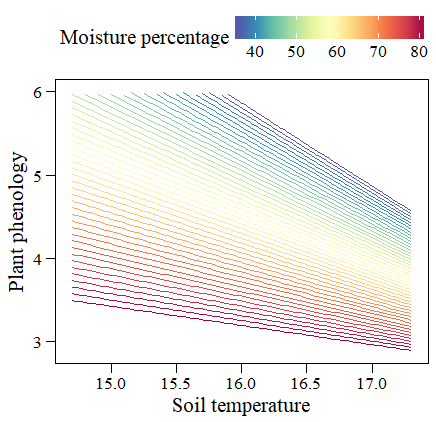 Moisture percentage
40 50 60 70 80
6
5
4
3
Plant phenology
15.0 15.5 16.0 16.5 17.0
Soil temperature